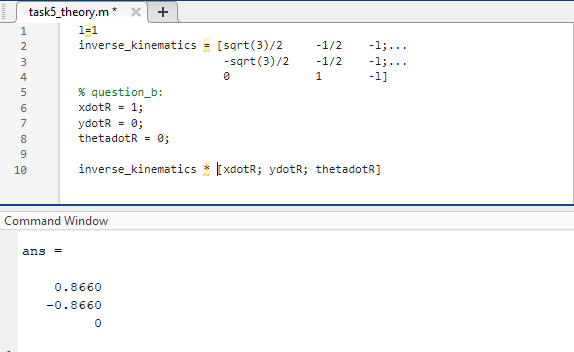 task5_theory.m *
1 l=1
2 inverse_kinematics = [sqrt(3)/2 -1/2 -l;...
3 -sqrt(3)/2 -1/2 -l;...
4 0 1 -l]
5 % question_b:
6 xdotR = 1;
7 ydotR = 0;
8 thetadotR = 0;
9
10 inverse_kinematics * [xdotR; ydotR; thetadotR]
Command Window
ans =
0.8660
-0.8660
0